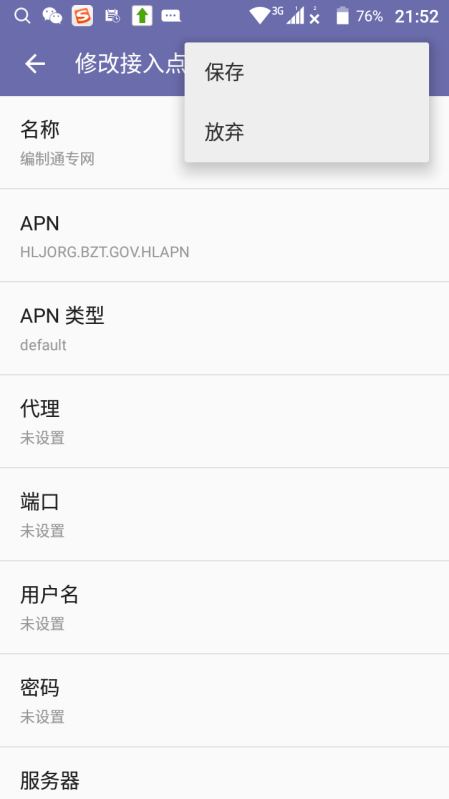 3G 1 2 76% 21:52
修改接入点
保存
放弃
名称
编制通专网
APN
HLJORG.BZT.GOV.HLAPN
APN 类型
default
代理
未设置
端口
未设置
用户名
未设置
密码
未设置
服务器